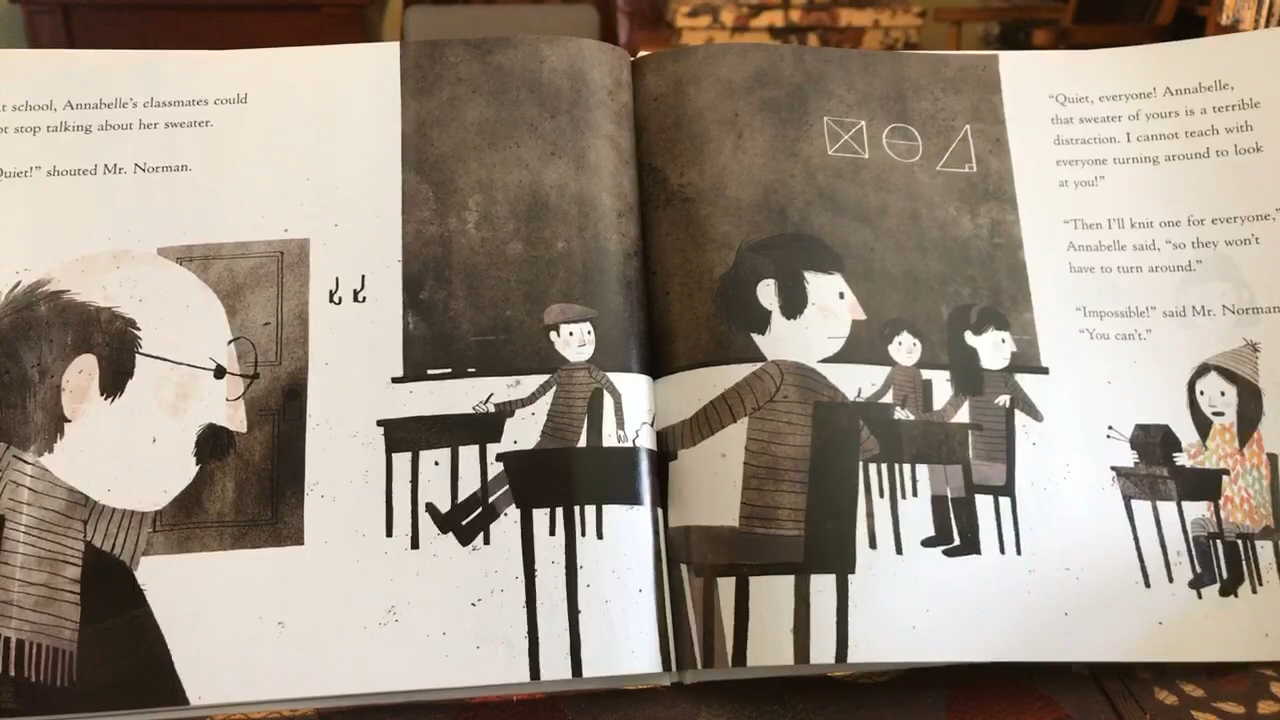 t school, Annabelle's classmates could
ot stop talking about her sweater.
Quiet!" shouted Mr. Norman.
"Quiet, everyone! Annabelle,
that sweater of yours is a terrible
distraction. I cannot teach with
everyone turning around to look
at you!"
"Then I'll knit one for everyone,"
Annabelle said, "so they won't
have to turn around."
"Impossible!" said Mr. Norman
"You can't."